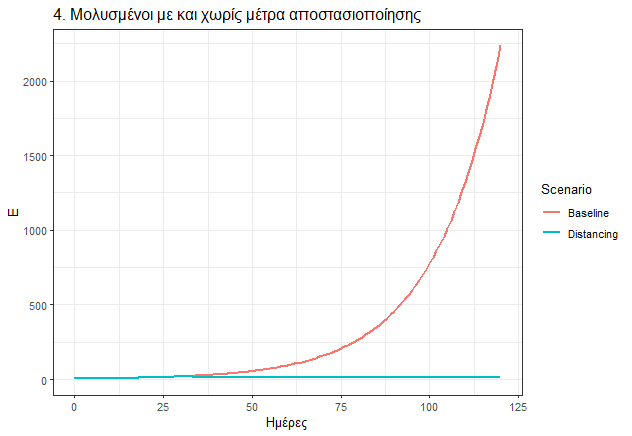 4. Μολυσμένοι με και χωρίς μέτρα αποστασιοποίησης
2000
1500
1000
500
0
E
0 25 50 75 100 125
Ημέρες
Scenario
Baseline
Distancing